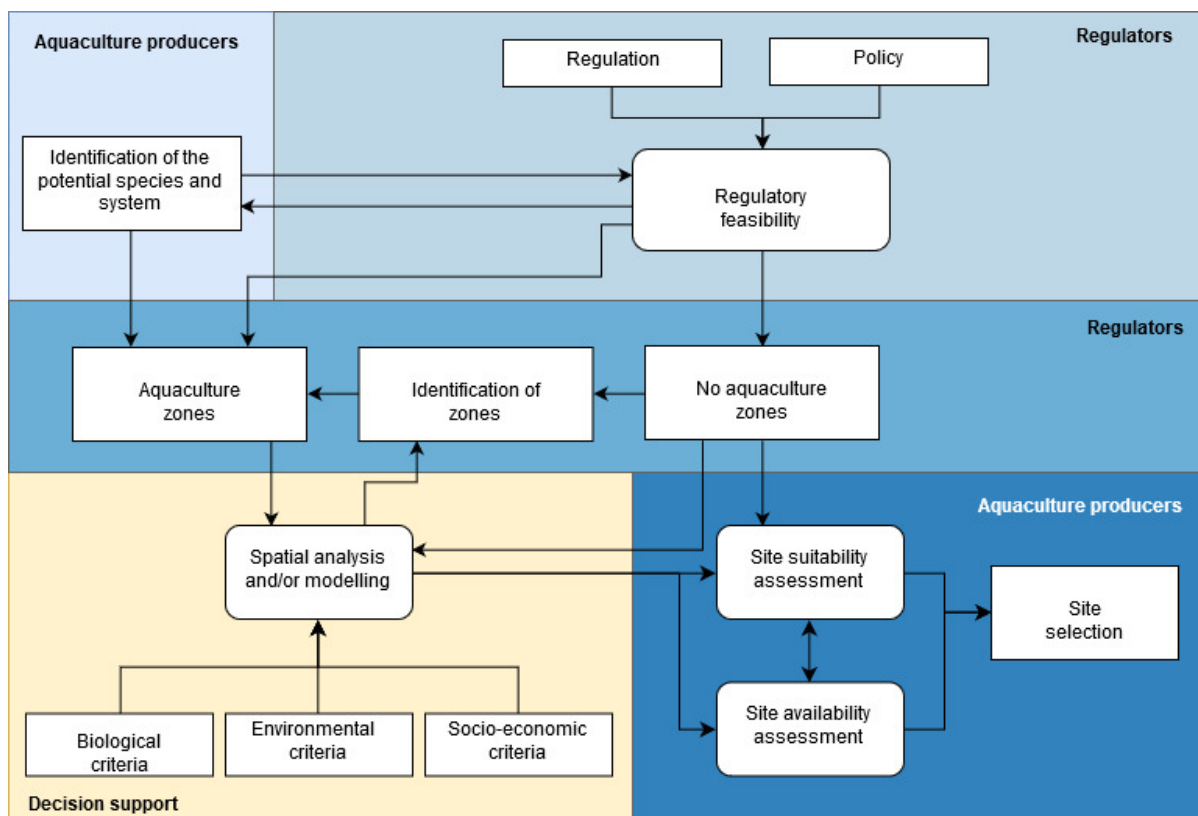 Aquaculture producers
Regulators
Regulation
Policy
Identification of the
potential species and
system
Regulatory
feasibility
Regulators
Aquaculture
zones
Identification of
zones
No aquaculture
zones
Aquaculture producers
Spatial analysis
and/or modelling
Site suitability
assessment
Site
selection
Site availability
assessment
Biological
criteria
Environmental
criteria
Socio-economic
criteria
Decision support